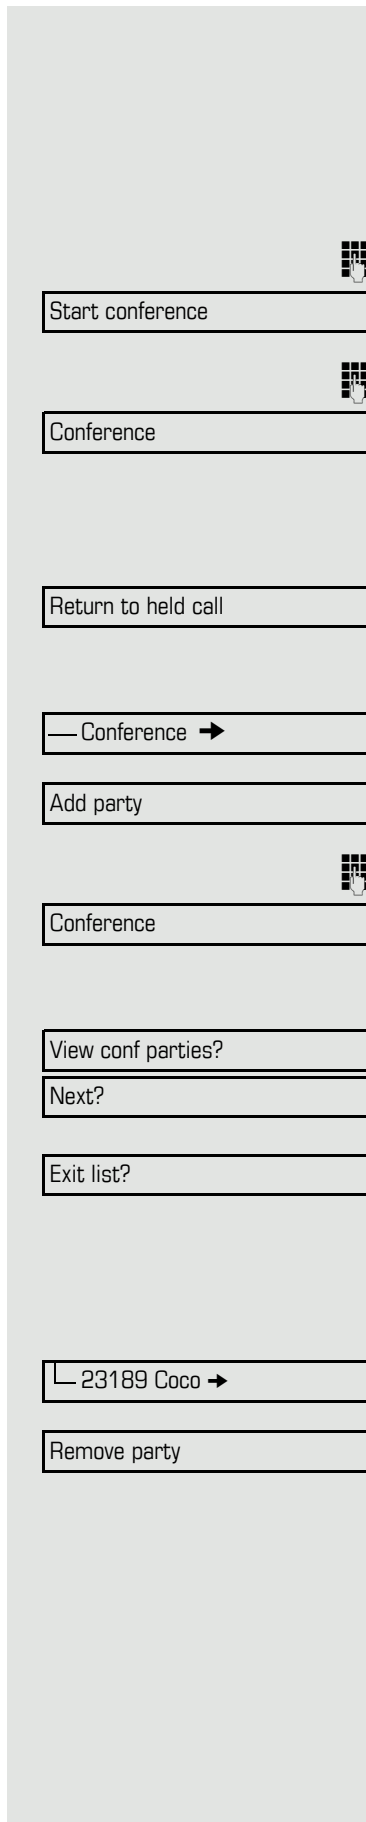 Start conference
Conference
Return to held call
Conference →
Add party
Conference
View conf parties?
Next?
Exit list?
23189 Coco →
Remove party